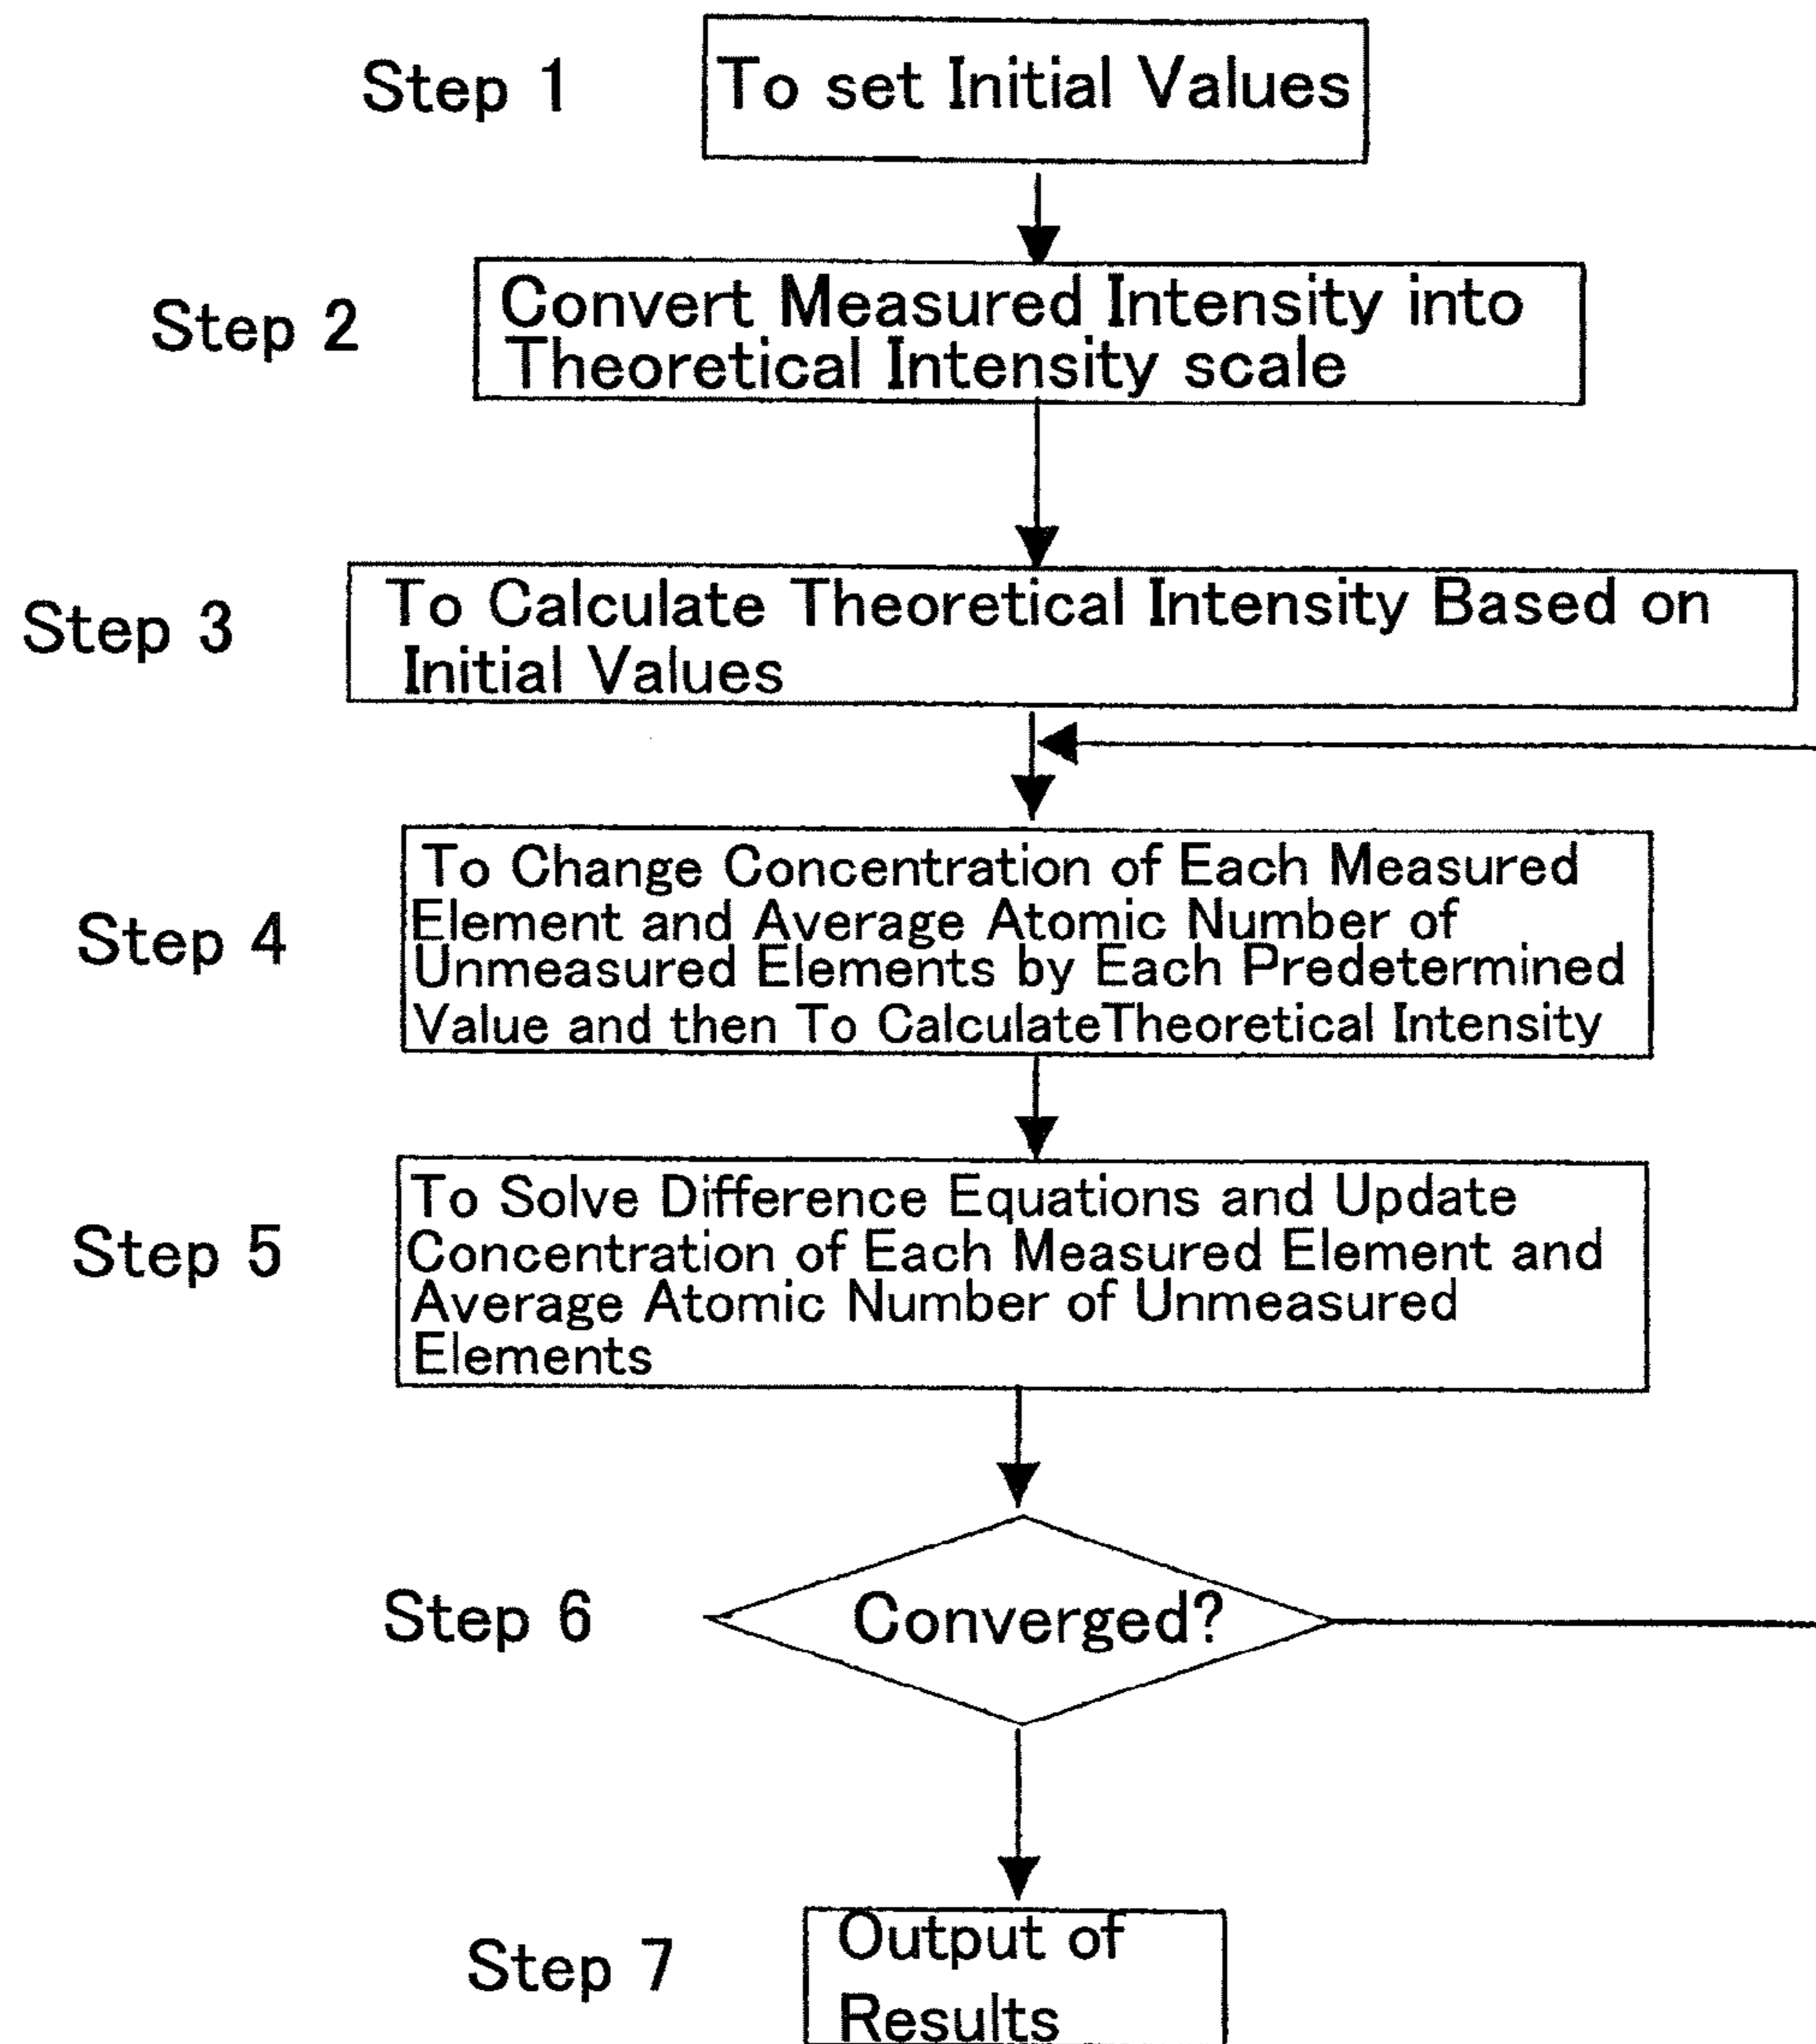 Step 1
To set Initial Values
Step 2
Convert Measured Intensity into
Theoretical Intensity scale
Step 3
To Calculate Theoretical Intensity Based on
Initial Values
Step 4
To Change Concentration of Each Measured
Element and Average Atomic Number of
Unmeasured Elements by Each Predetermined
Value and then To CalculateTheoretical Intensity
Step 5
To Solve Difference Equations and Update
Concentration of Each Measured Element and
Average Atomic Number of Unmeasured
Elements
Step 6
Converged?
Step 7
Output of
Results